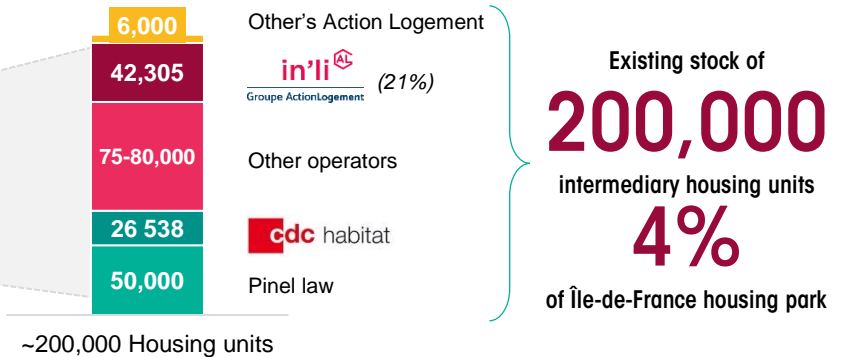 6,000 Other's Action Logement
42,305 in'li AL (21%)
Groupe ActionLogement
75-80,000 Other operators
26 538 cdc habitat
50,000 Pinel law
~200,000 Housing units
Existing stock of
200,000
intermediary housing units
4%
of Île-de-France housing park